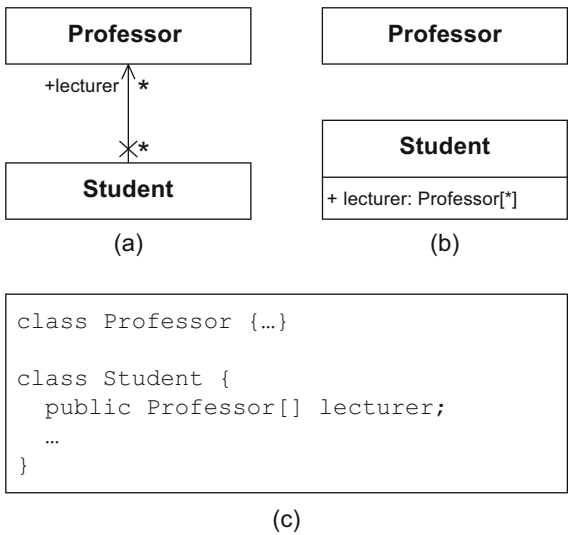 Professor Professor
+lecturer *
*
Student Student
+ lecturer: Professor[*]
(a) (b)
class Professor {…}
class Student {
public Professor[] lecturer;
…
}
(c)